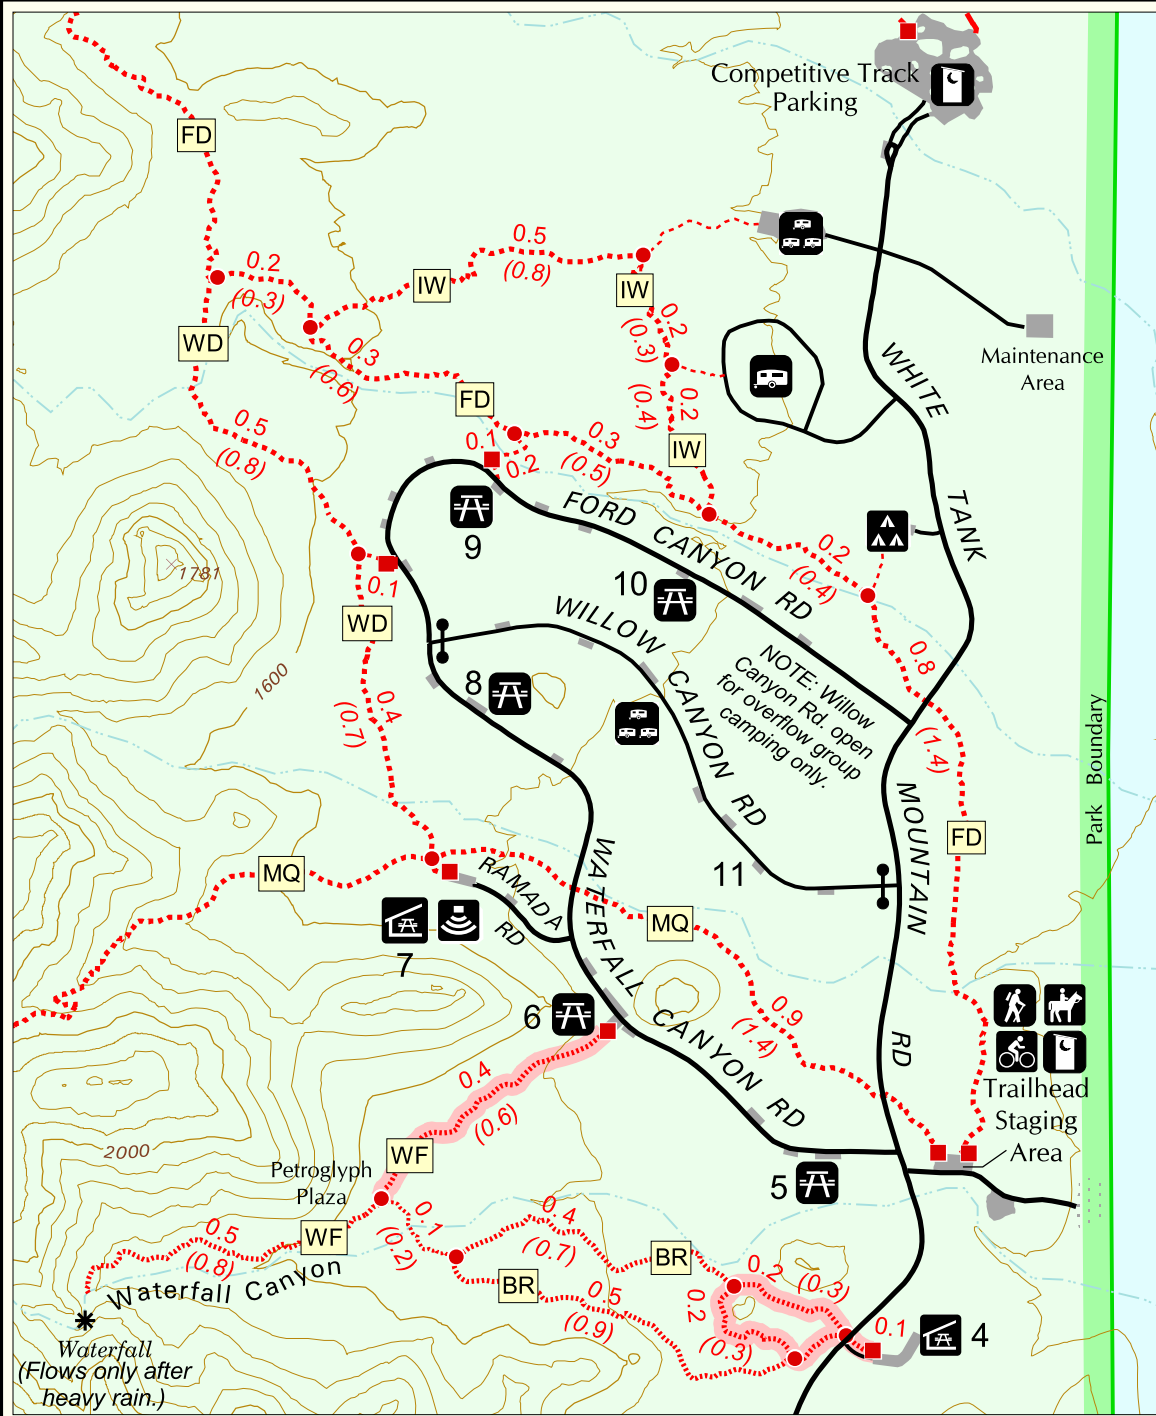 Competitive Track
Parking
FD
0.5
(0.8)
0.2
(0.3)
IW
IW
WD
0.2
(0.3)
0.3
(0.6)
Maintenance
Area
WHITE TANK MOUNTAIN RD
FD
0.2
(0.4)
0.5
(0.8)
0.1
0.2
0.3
(0.5)
IW
FORD CANYON RD
9
1781
0.2
(0.4)
0.1
10
WD
WILLOW CANYON RD
0.8
(1.4)
NOTE: Willow
Canyon Rd. open
for overflow group
camping only.
1600
8
0.4
(0.7)
Park Boundary
FD
MQ
RAMADA
RD
11
WATERFALL CANYON RD
MQ
7
6
0.9
(1.4)
0.4
(0.6)
Trailhead
Staging
Area
2000
WF
Petroglyph
Plaza
5
0.5
(0.8)
WF
0.1
(0.2)
0.4
(0.7)
BR
0.2
(0.3)
Waterfall Canyon
BR
0.5
(0.9)
0.2
(0.3)
0.1
4
Waterfall
(Flows only after
heavy rain.)